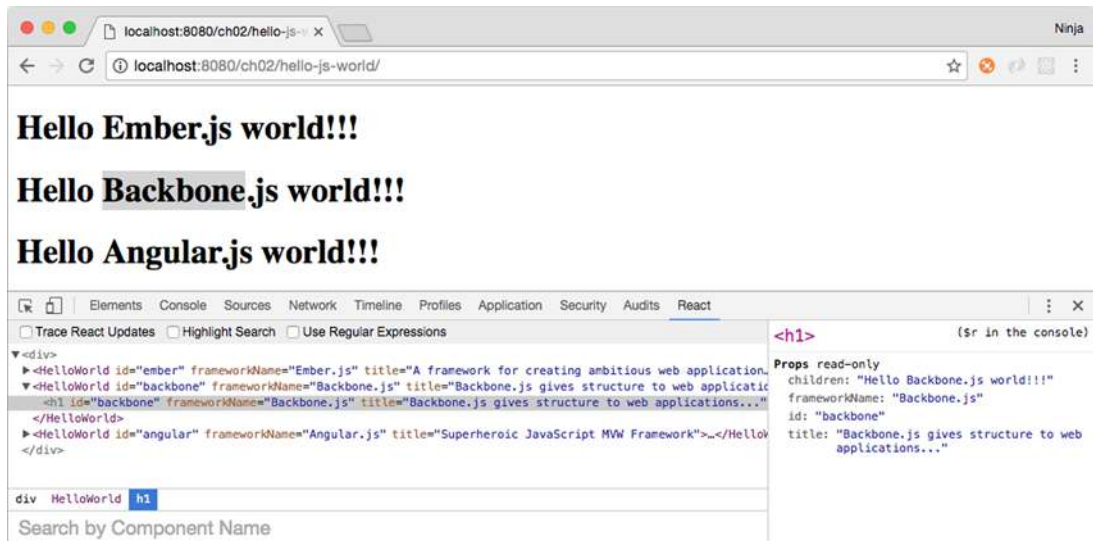 localhost:8080/ch02/hello-js-
Ninja
localhost:8080/ch02/hello-js-world/
Hello Ember.js world!!!
Hello Backbone.js world!!!
Hello Angular.js world!!!
Elements Console Sources Network Timeline Profiles Application Security Audits React
Trace React Updates Highlight Search Use Regular Expressions
<div>
<HelloWorld id="ember" frameworkName="Ember.js" title="A framework for creating ambitious web application…
<HelloWorld id="backbone" frameworkName="Backbone.js" title="Backbone.js gives structure to web applicatio
<h1 id="backbone" frameworkName="Backbone.js" title="Backbone.js gives structure to web applications..."
</HelloWorld>
<HelloWorld id="angular" frameworkName="Angular.js" title="Superheroic JavaScript MVW Framework">…</HelloW
</div>
div HelloWorld h1
Search by Component Name
<h1> ($r in the console)
Props read-only
children: "Hello Backbone.js world!!!"
frameworkName: "Backbone.js"
id: "backbone"
title: "Backbone.js gives structure to web
applications..."